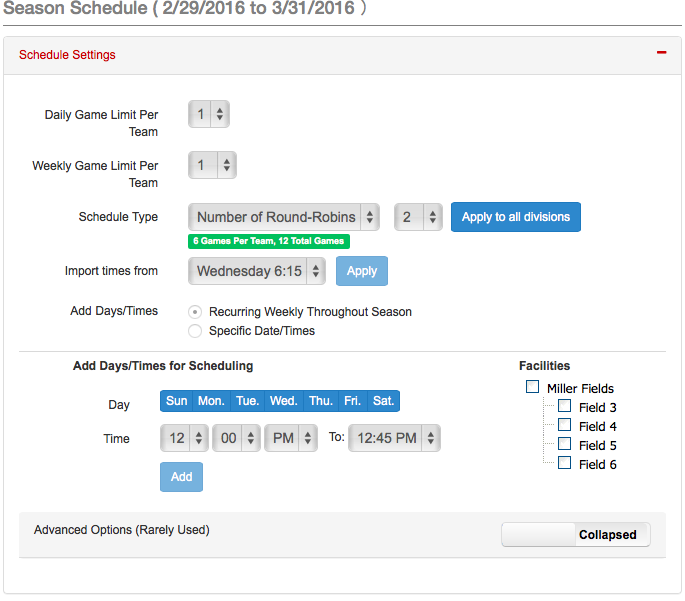 Season Schedule ( 2/29/2016 to 3/31/2016 )
Schedule Settings
Daily Game Limit Per
Team
1
Weekly Game Limit Per
Team
1
Schedule Type
Number of Round-Robins
2
Apply to all divisions
6 Games Per Team, 12 Total Games
Import times from
Wednesday 6:15
Apply
Add Days/Times
Recurring Weekly Throughout Season
Specific Date/Times
Add Days/Times for Scheduling
Day
Sun Mon. Tue. Wed. Thu. Fri. Sat.
Time
12 00 PM To: 12:45 PM
Add
Facilities
Miller Fields
Field 3
Field 4
Field 5
Field 6
Advanced Options (Rarely Used)
Collapsed